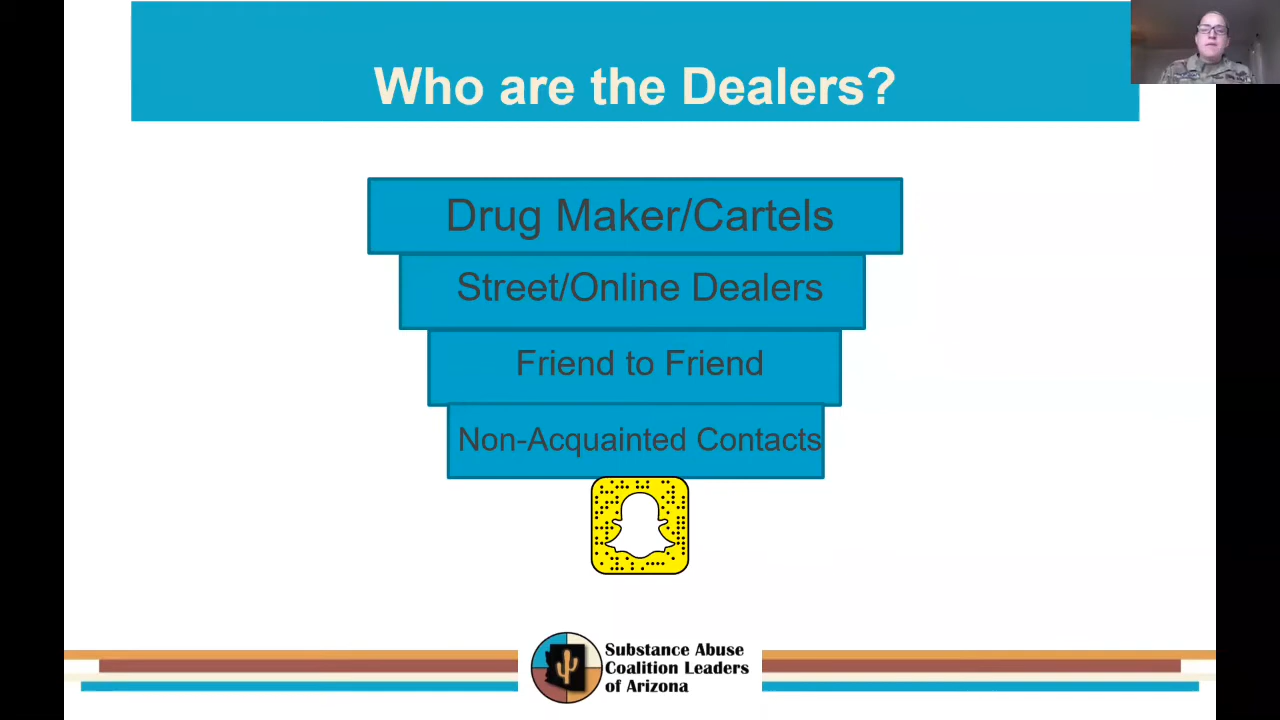 Who are the Dealers?
Drug Maker/Cartels
Street/Online Dealers
Friend to Friend
Non-Acquainted Contacts
Substance Abuse
Coalition Leaders
of Arizona